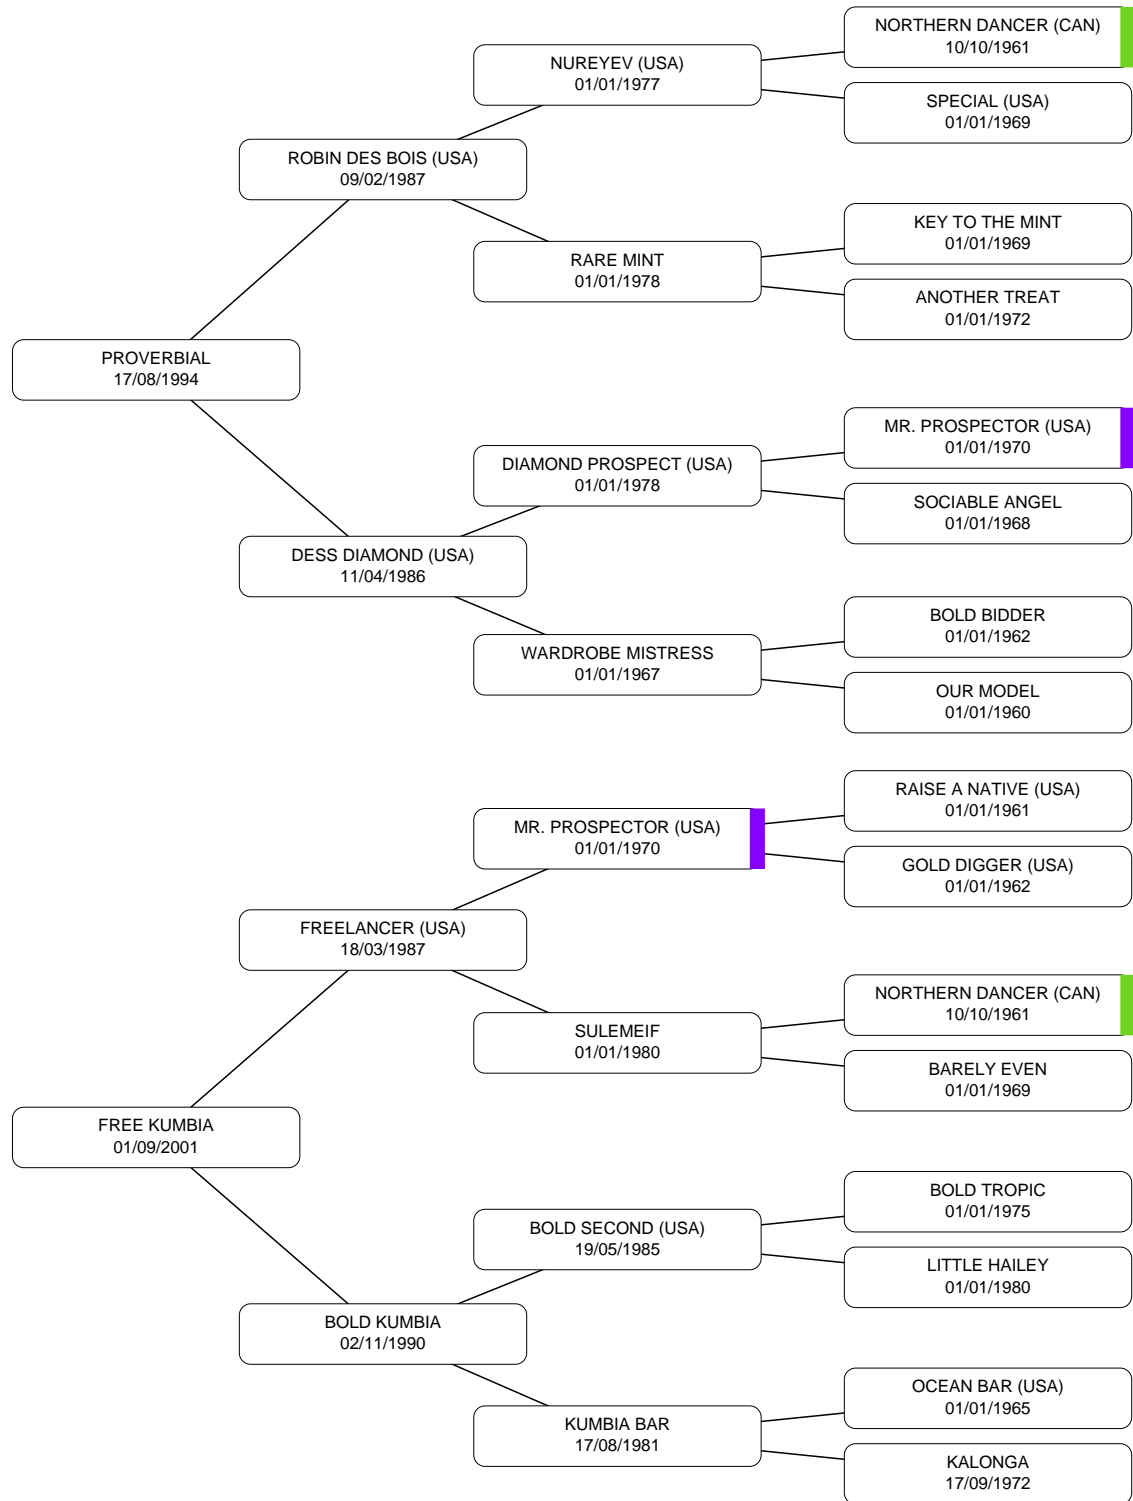 NORTHERN DANCER (CAN)
10/10/1961
NUREYEV (USA)
01/01/1977
SPECIAL (USA)
01/01/1969
ROBIN DES BOIS (USA)
09/02/1987
KEY TO THE MINT
01/01/1969
RARE MINT
01/01/1978
ANOTHER TREAT
01/01/1972
PROVERBIAL
17/08/1994
MR. PROSPECTOR (USA)
01/01/1970
DIAMOND PROSPECT (USA)
01/01/1978
SOCIABLE ANGEL
01/01/1968
DESS DIAMOND (USA)
11/04/1986
BOLD BIDDER
01/01/1962
WARDROBE MISTRESS
01/01/1967
OUR MODEL
01/01/1960
RAISE A NATIVE (USA)
01/01/1961
MR. PROSPECTOR (USA)
01/01/1970
GOLD DIGGER (USA)
01/01/1962
FREELANCER (USA)
18/03/1987
NORTHERN DANCER (CAN)
10/10/1961
SULEMEIF
01/01/1980
BARELY EVEN
01/01/1969
FREE KUMBIA
01/09/2001
BOLD TROPIC
01/01/1975
BOLD SECOND (USA)
19/05/1985
LITTLE HAILEY
01/01/1980
BOLD KUMBIA
02/11/1990
OCEAN BAR (USA)
01/01/1965
KUMBIA BAR
17/08/1981
KALONGA
17/09/1972